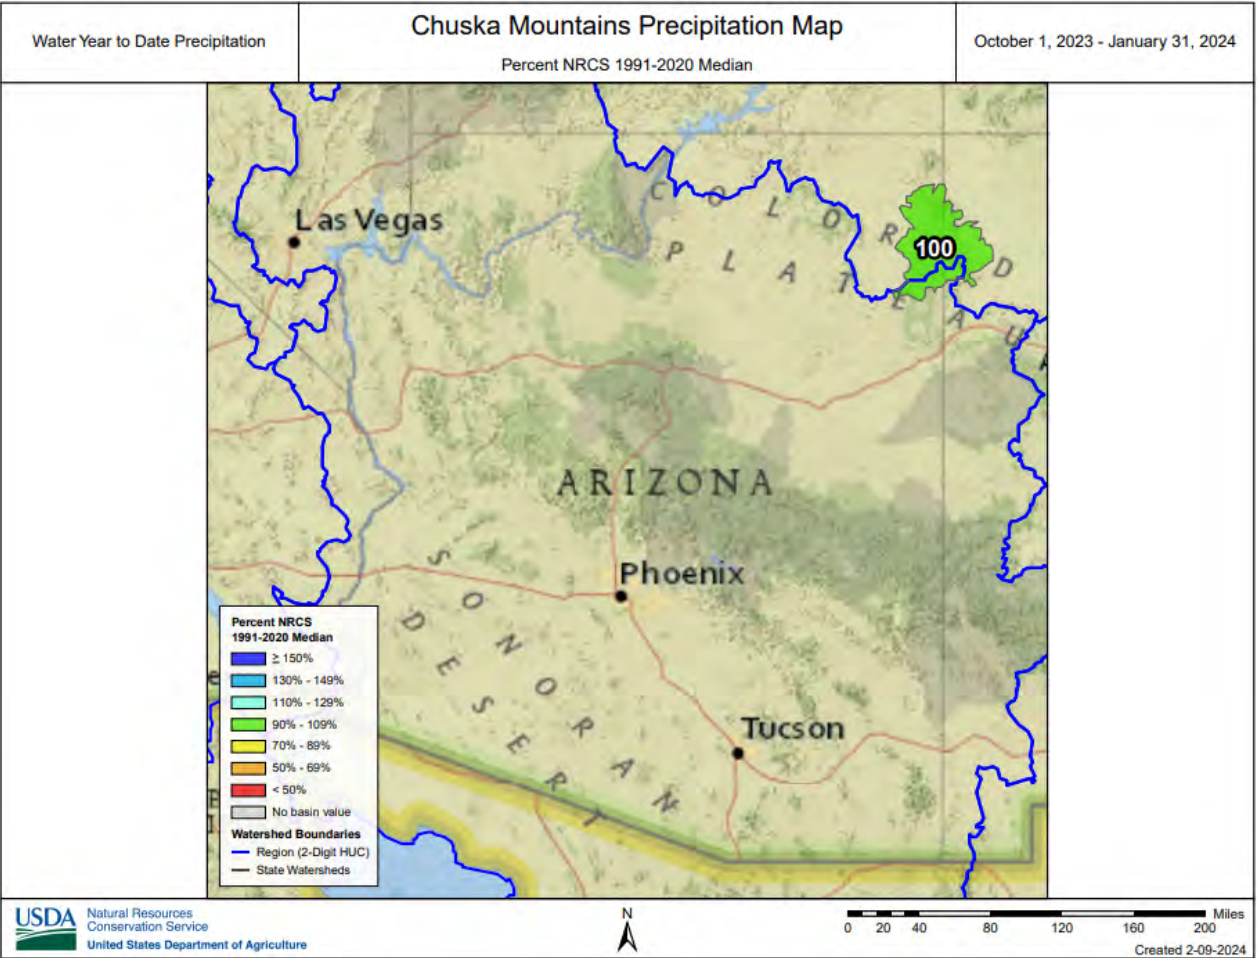 Water Year to Date Precipitation
Chuska Mountains Precipitation Map
Percent NRCS 1991-2020 Median
October 1, 2023 - January 31, 2024
COLORADO
PLATEAU
Las Vegas
100
ARIZONA
Phoenix
SONORAN
DESERT
Tucson
Percent NRCS
1991-2020 Median
≥ 150%
130% - 149%
110% - 129%
90% - 109%
70% - 89%
50% - 69%
< 50%
No basin value
Watershed Boundaries
Region (2-Digit HUC)
State Watersheds
USDA
Natural Resources
Conservation Service
United States Department of Agriculture
N
Miles
0 20 40 80 120 160 200
Created 2-09-2024